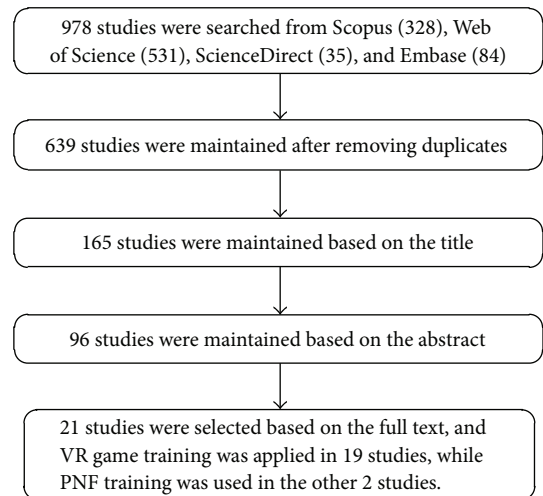 978 studies were searched from Scopus (328), Web
of Science (531), ScienceDirect (35), and Embase (84)
639 studies were maintained after removing duplicates
165 studies were maintained based on the title
96 studies were maintained based on the abstract
21 studies were selected based on the full text, and
VR game training was applied in 19 studies, while
PNF training was used in the other 2 studies.